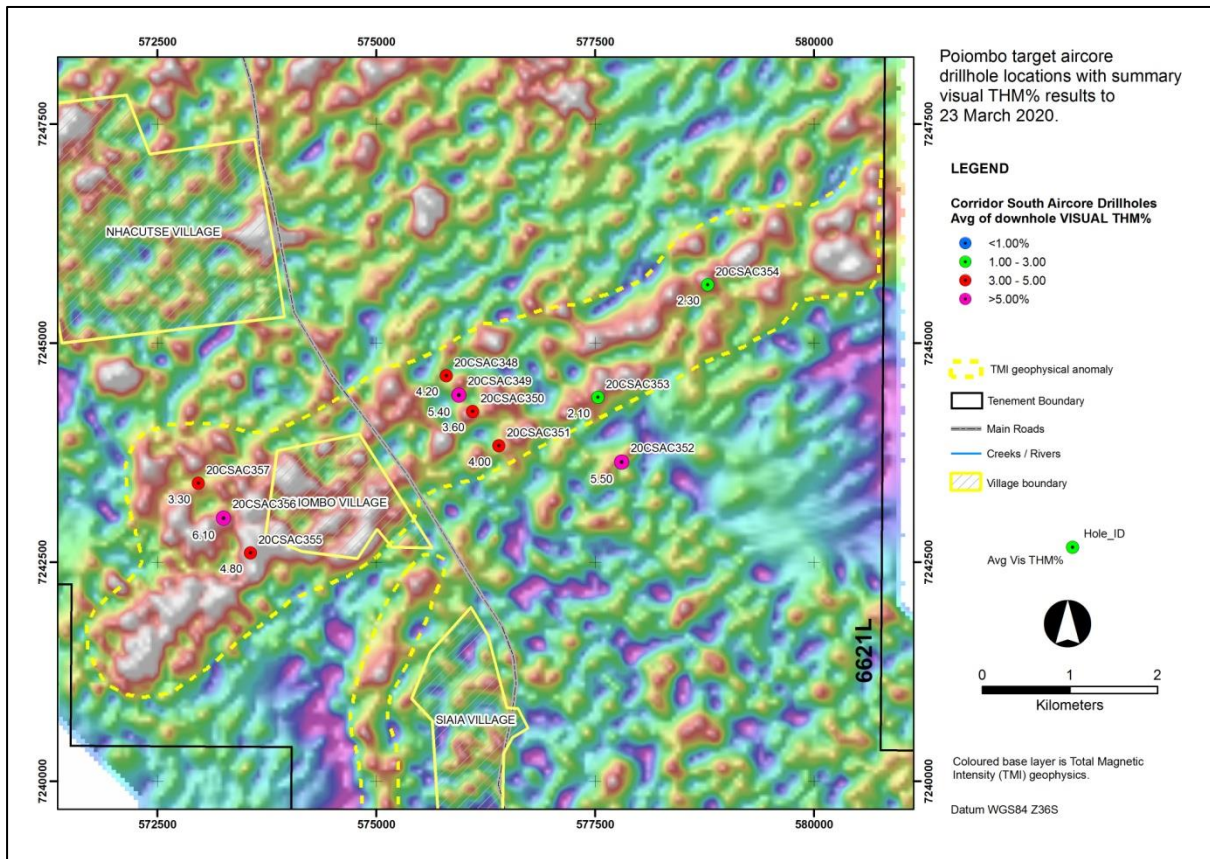 572500
575000
577500
580000
7247500
7245000
7242500
7240000
7247500
7245000
7242500
7240000
572500
575000
577500
580000
NHACUTSE VILLAGE
20CSAC354
2.30
20CSAC348
4.20
20CSAC349
5.40
20CSAC350
3.60
20CSAC353
2.10
20CSAC351
4.00
20CSAC352
5.50
20CSAC357
3.30
20CSAC356
6.10
IOMBO VILLAGE
20CSAC355
4.80
SIAIA VILLAGE
6621L
Poiombo target aircore
drillhole locations with summary
visual THM% results to
23 March 2020.
LEGEND
Corridor South Aircore Drillholes
Avg of downhole VISUAL THM%
<1.00%
1.00 - 3.00
3.00 - 5.00
>5.00%
TMI geophysical anomaly
Tenement Boundary
Main Roads
Creeks / Rivers
Village boundary
Hole_ID
Avg Vis THM%
0 1 2
Kilometers
Coloured base layer is Total Magnetic
Intensity (TMI) geophysics.
Datum WGS84 Z36S